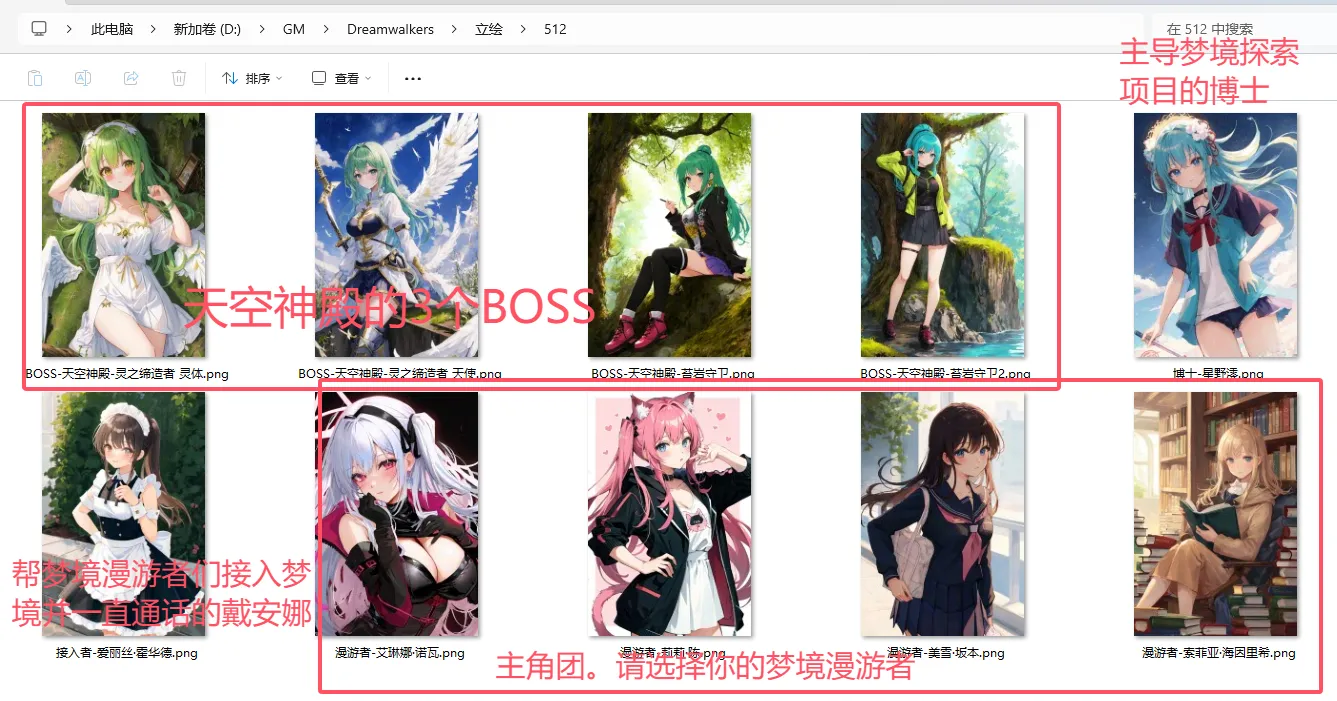 此电脑 > 新加卷 (D:) > GM > Dreamwalkers > 立绘 > 512
在 512 中搜索
排序 查看 ...
主导梦境探索
项目的博士
天空神殿的3个BOSS
BOSS-天空神殿-灵之缔造者 灵体.png
BOSS-天空神殿-灵之缔造者 天使.png
BOSS-天空神殿-苔岩守卫.png
BOSS-天空神殿-苔岩守卫2.png
博士-星野澪.png
帮梦境漫游者们接入梦
境并一直通话的戴安娜
接入者-爱丽丝·霍华德.png
漫游者-艾琳娜·诺瓦.png
漫游者-莉莉·陈.png
漫游者-美雪·坂本.png
漫游者-索菲亚·海因里希.png
主角团。请选择你的梦境漫游者